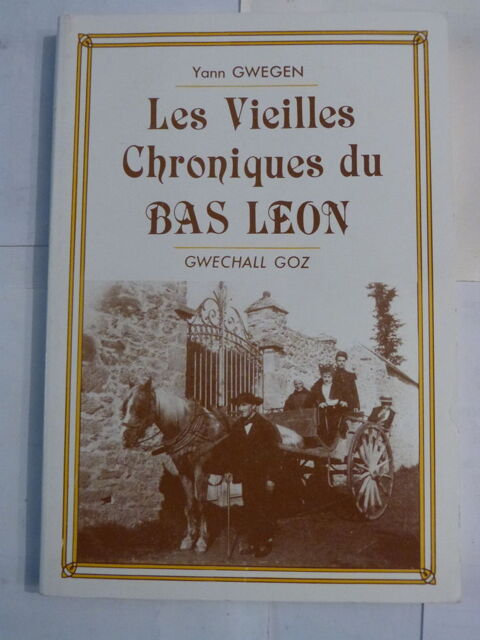 Yann GWEGEN
Les Vieilles
Chroniques du
BAS LEON
GWECHALL GOZ